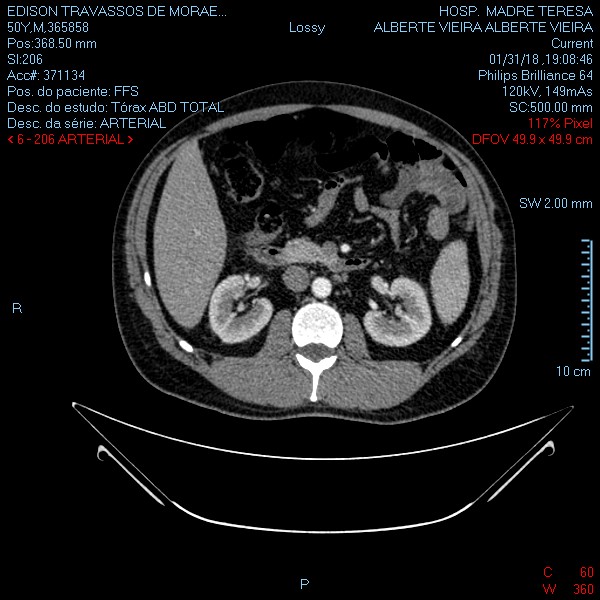 EDISON TRAVASSOS DE MORAE...
50Y,M,365858
Pos:368.50 mm
SI:206
Acc#: 371134
Pos. do paciente: FFS
Desc. do estudo: Tórax ABD TOTAL
Desc. da série: ARTERIAL
< 6 - 206 ARTERIAL >
Lossy
HOSP. MADRE TERESA
ALBERTE VIEIRA ALBERTE VIEIRA
Current
01/31/18 ,19:08:46
Philips Brilliance 64
120kV, 149mAs
SC:500.00 mm
117% Pixel
DFOV 49.9 x 49.9 cm
SW 2.00 mm
R
10 cm
P
C 60
W 360